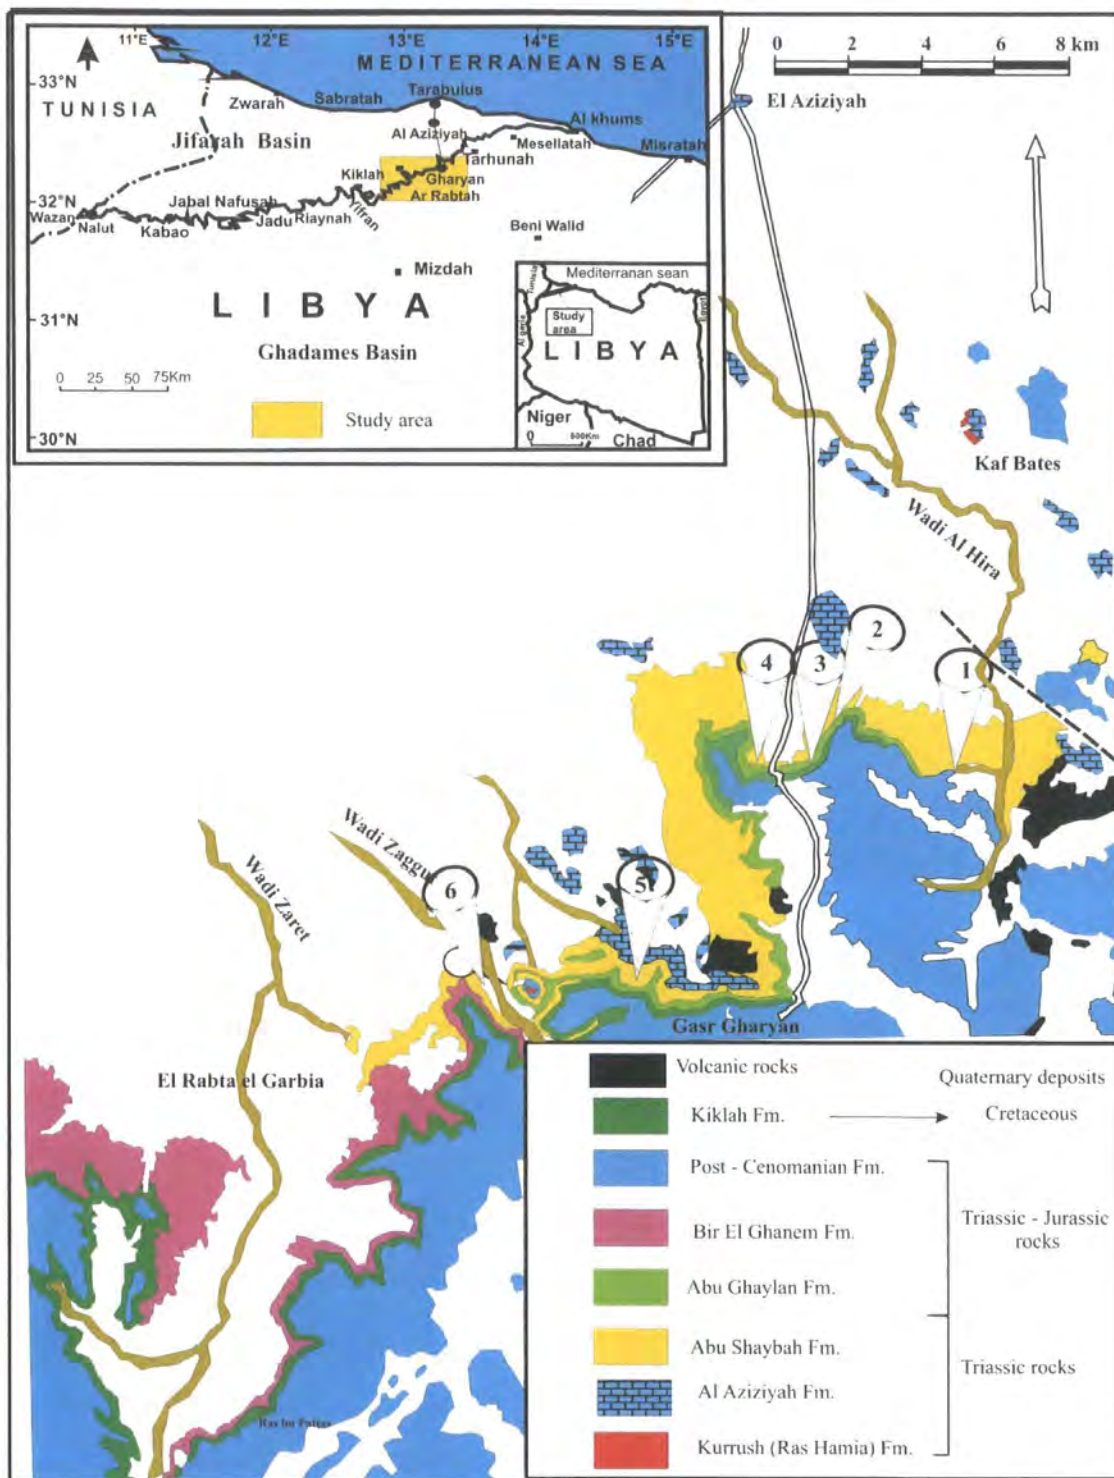 11°E 12°E 13°E 14°E 15°E
MEDITERRANEAN SEA
33°N
TUNISIA
Zwarah
Sabratah
Tarabulus
Al khums
Misratah
Jifarah Basin
Al Aziziyah
Mesellatah
Tarhunah
Kiklah
Gharyan
Ar Rabtah
32°N
Wazan
Nalut
Jabal Nafusah
Kabao
Jadu
Riaynah
Yifran
Beni Walid
Mizdah
LIBYA
31°N
Ghadames Basin
0 25 50 75Km
Study area
30°N
Mediterranan sean
Tunisia
Algeria
Egypt
Study
area
LIBYA
Niger
Chad
0 500Km
0 2 4 6 8 km
El Aziziyah
Kaf Bates
Wadi Al Hira
1
2
3
4
5
6
Wadi Zaggu
Wadi Zaret
Gasr Gharyan
El Rabta el Garbia
Volcanic rocks
Quaternary deposits
Kiklah Fm.
Cretaceous
Post - Cenomanian Fm.
Bir El Ghanem Fm.
Triassic - Jurassic
rocks
Abu Ghaylan Fm.
Abu Shaybah Fm.
Triassic rocks
Al Aziziyah Fm.
Kurrush (Ras Hamia) Fm.